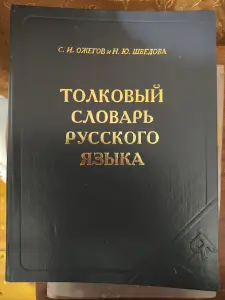 С. И. ОЖЕГОВ и Н. Ю. ШВЕДОВА
ТОЛКОВЫЙ
СЛОВАРЬ
РУССКОГО
ЯЗЫКА